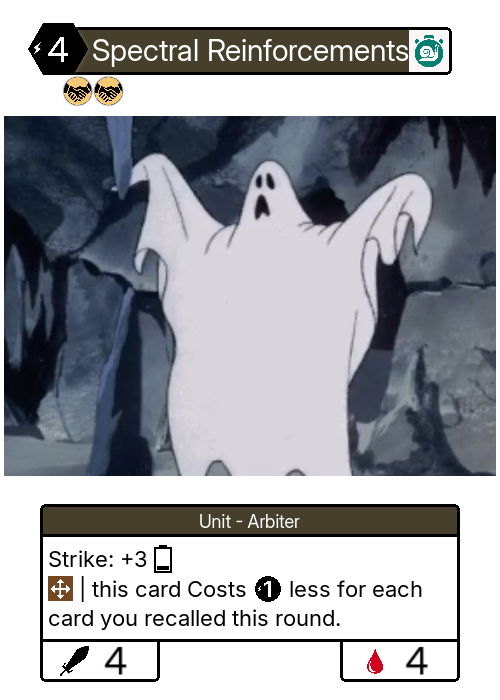 4 Spectral Reinforcements
Unit - Arbiter
Strike: +3
| this card Costs 1 less for each
card you recalled this round.
4 4